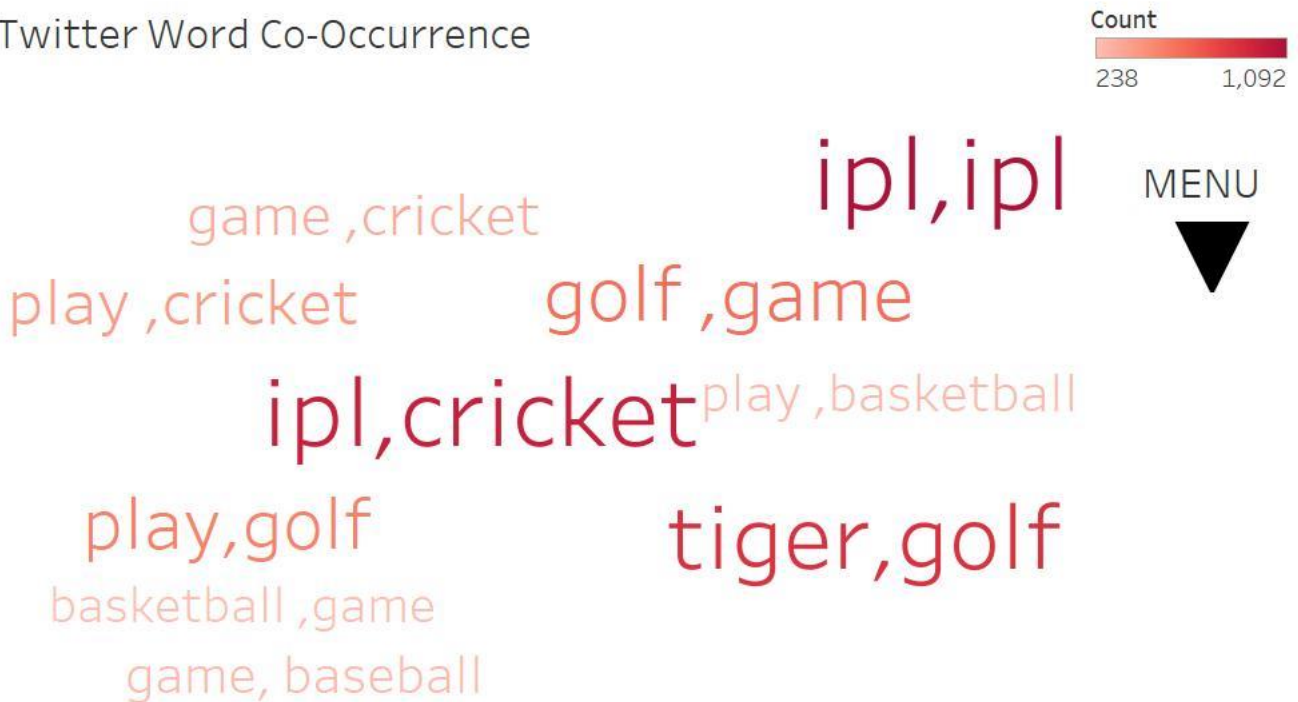 Twitter Word Co-Occurrence
Count
238 1,092
ipl,ipl
MENU
game ,cricket
play ,cricket
golf ,game
ipl,cricket
play ,basketball
play,golf
tiger,golf
basketball ,game
game, baseball